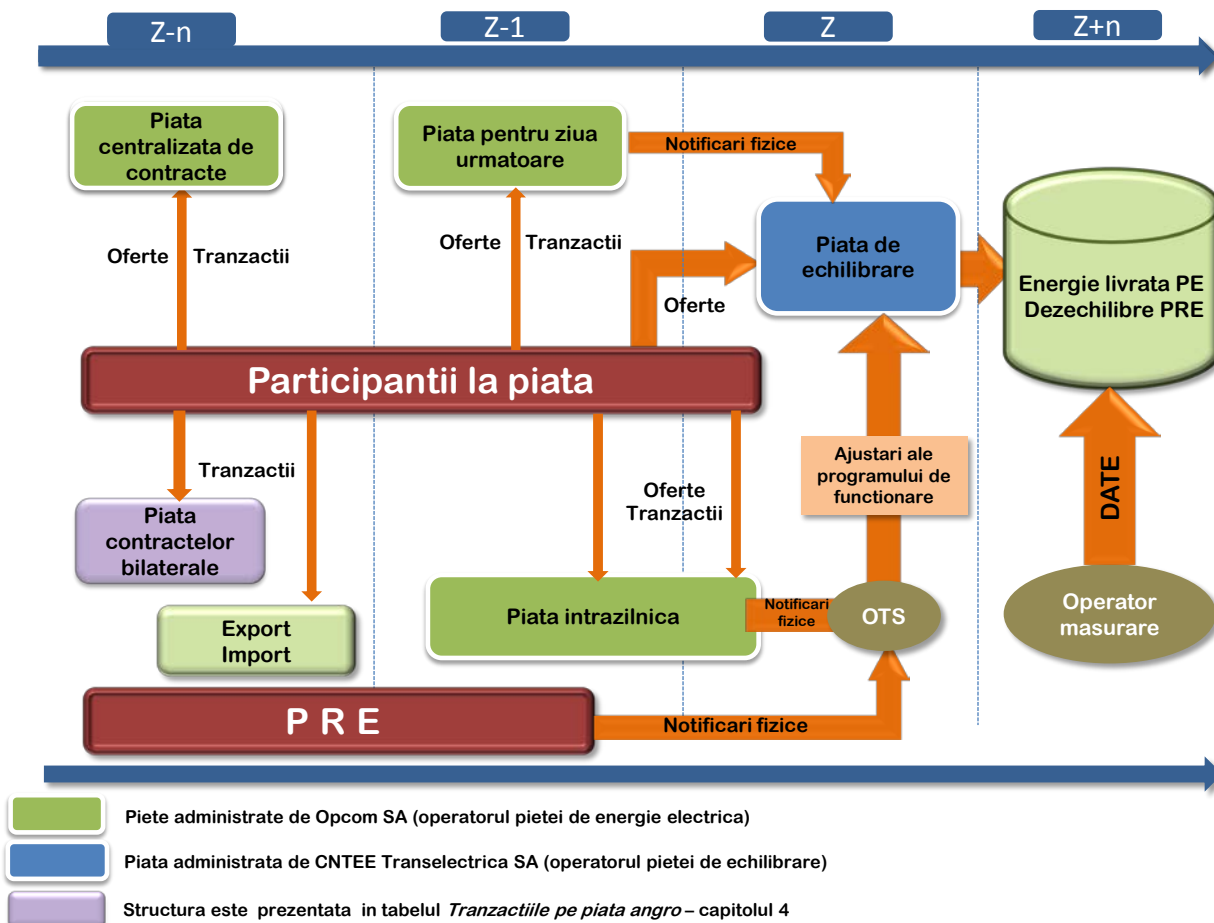 Z-n
Z-1
Z
Z+n
Piata
centralizata de
contracte
Piata pentru ziua
urmatoare
Notificari fizice
Piata de
echilibrare
Energie livrata PE
Dezechilibre PRE
Oferte
Tranzactii
Oferte
Tranzactii
Oferte
Participantii la piata
Tranzactii
Oferte
Tranzactii
Ajustari ale
programului de
functionare
DATE
Piata
contractelor
bilaterale
Export
Import
Piata intrazilnica
Notificari
fizice
OTS
Operator
masurare
P R E
Notificari fizice
Piete administrate de Opcom SA (operatorul pietei de energie electrica)
Piata administrata de CNTEE Transelectrica SA (operatorul pietei de echilibrare)
Structura este prezentata in tabelul Tranzactiile pe piata angro – capitolul 4